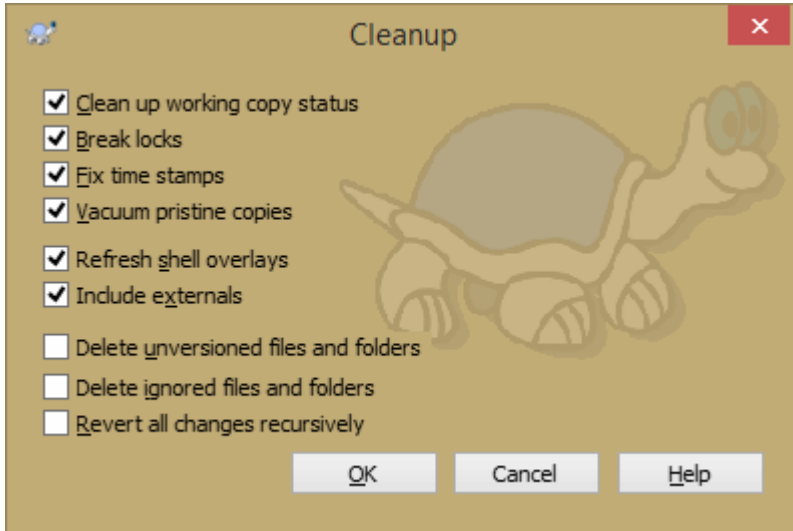 Cleanup
Clean up working copy status
Break locks
Fix time stamps
Vacuum pristine copies
Refresh shell overlays
Include externals
Delete unversioned files and folders
Delete ignored files and folders
Revert all changes recursively
OK Cancel Help